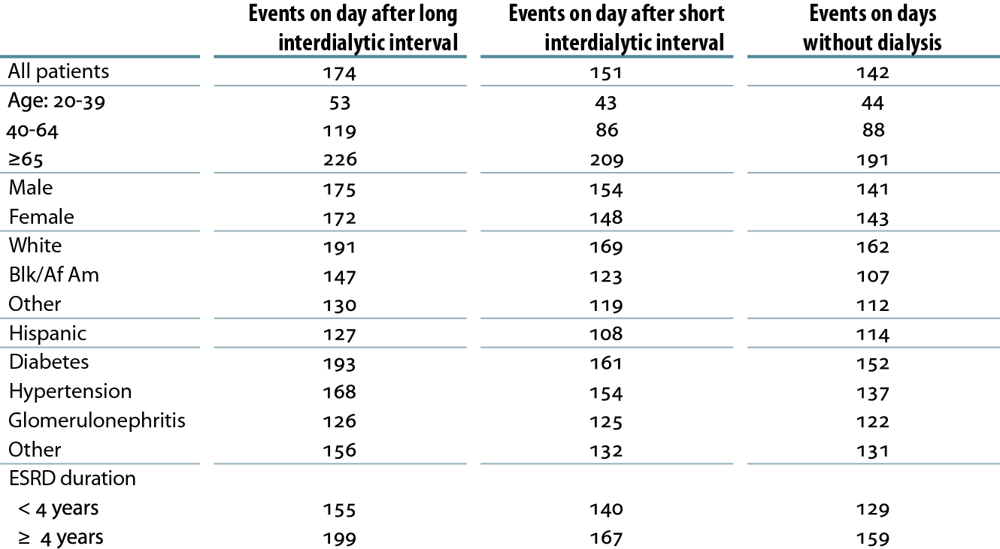 Events on day after long interdialytic interval Events on day after short interdialytic interval Events on days without dialysis
All patients 174 151 142
Age: 20-39 53 43 44
40-64 119 86 88
≥65 226 209 191
Male 175 154 141
Female 172 148 143
White 191 169 162
Blk/Af Am 147 123 107
Other 130 119 112
Hispanic 127 108 114
Diabetes 193 161 152
Hypertension 168 154 137
Glomerulonephritis 126 125 122
Other 156 132 131
ESRD duration
< 4 years 155 140 129
≥ 4 years 199 167 159